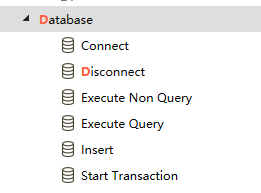 Database
Connect
Disconnect
Execute Non Query
Execute Query
Insert
Start Transaction